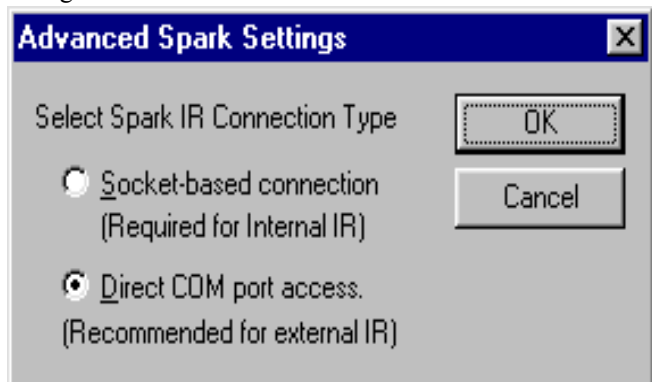 Advanced Spark Settings
Select Spark IR Connection Type
OK
Socket-based connection
(Required for Internal IR)
Cancel
Direct COM port access.
(Recommended for external IR)